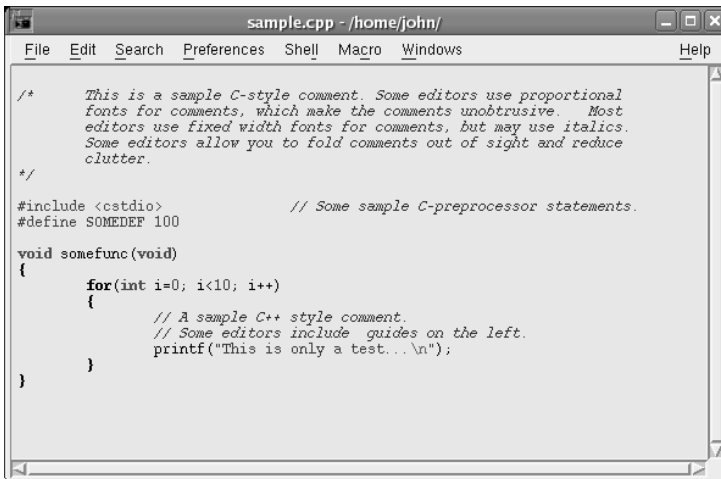 sample.cpp - /home/john/
File Edit Search Preferences Shell Macro Windows Help
/* This is a sample C-style comment. Some editors use proportional
fonts for comments, which make the comments unobtrusive. Most
editors use fixed width fonts for comments, but may use italics.
Some editors allow you to fold comments out of sight and reduce
clutter.
*/
#include <cstdio> // Some sample C-preprocessor statements.
#define SOMEDEF 100
void somefunc(void)
{
for(int i=0; i<10; i++)
{
// A sample C++ style comment.
// Some editors include guides on the left.
printf("This is only a test...\n");
}
}